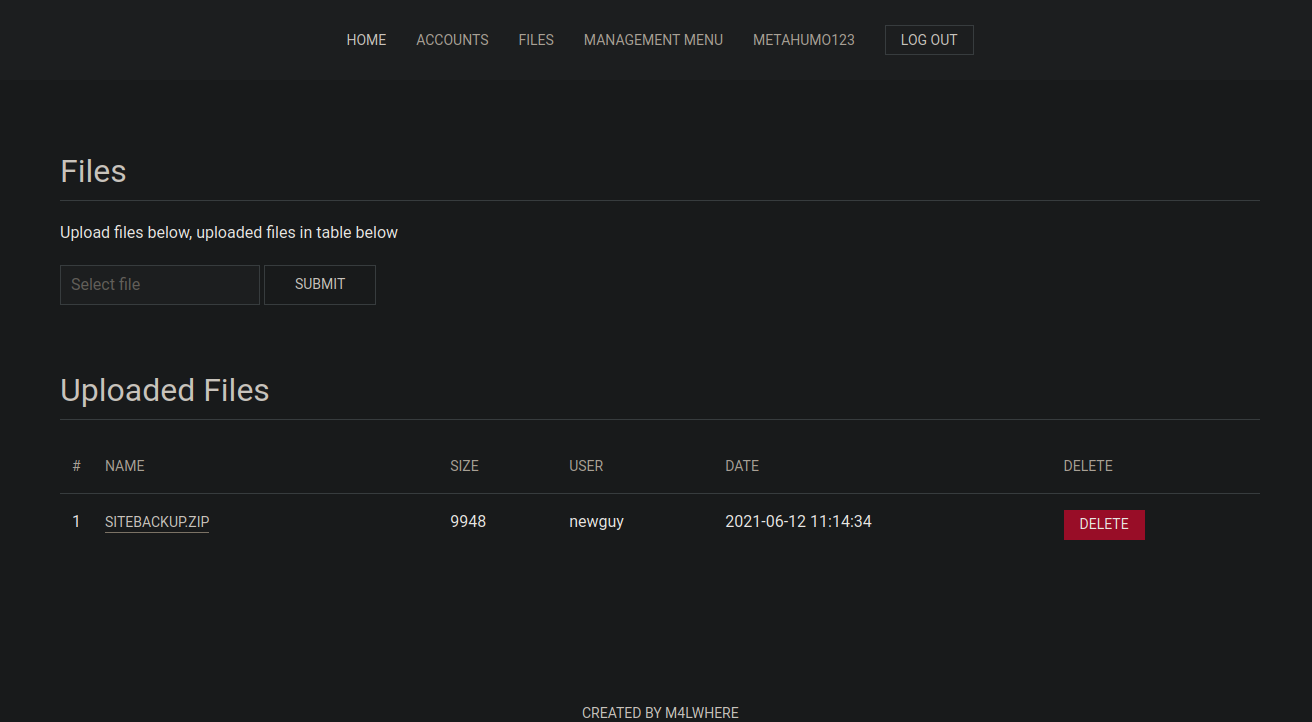 HOME ACCOUNTS FILES MANAGEMENT MENU METAHUMO123 LOG OUT
Files
Upload files below, uploaded files in table below
Select file SUBMIT
Uploaded Files
# NAME SIZE USER DATE DELETE
1 SITEBACKUP.ZIP 9948 newguy 2021-06-12 11:14:34 DELETE
CREATED BY M4LWHERE